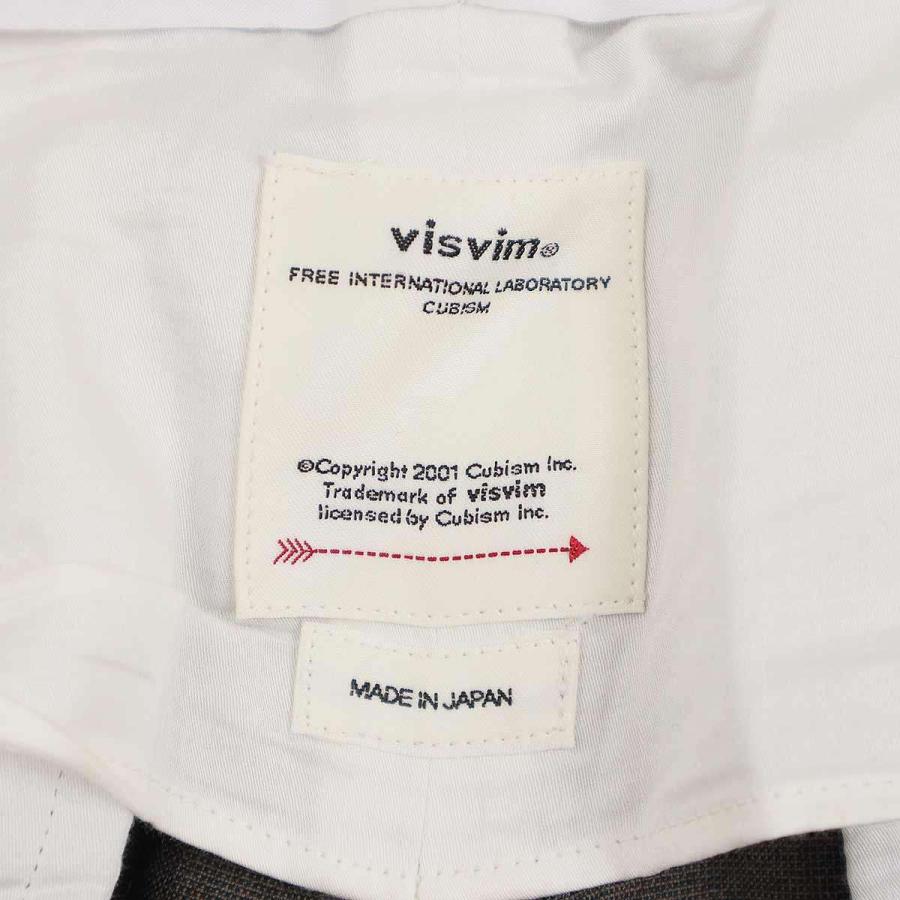 visvim®
FREE INTERNATIONAL LABORATORY
CUBISM
©Copyright 2001 Cubism Inc.
Trademark of visvim
licensed by Cubism Inc.
MADE IN JAPAN